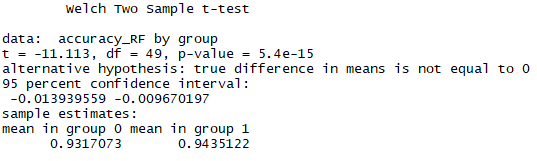 Welch Two Sample t-test
data:  accuracy_RF by group
t = -11.113, df = 49, p-value = 5.4e-15
alternative hypothesis: true difference in means is not equal to 0
95 percent confidence interval:
 -0.013939559 -0.009670197
sample estimates:
mean in group 0 mean in group 1
      0.9317073       0.9435122